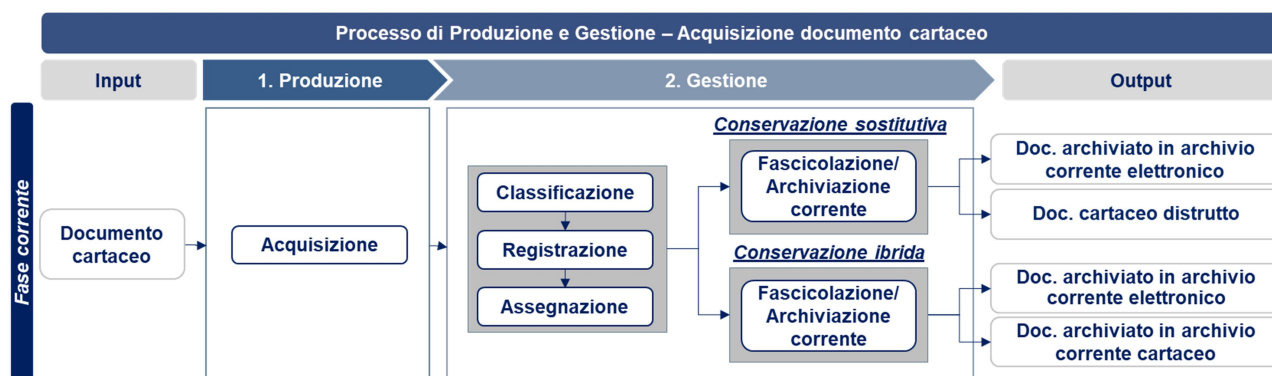 Processo di Produzione e Gestione – Acquisizione documento cartaceo
Input
1. Produzione
2. Gestione
Output
Fase corrente
Documento
cartaceo
Acquisizione
Classificazione
Registrazione
Assegnazione
Conservazione sostitutiva
Fascicolazione/
Archiviazione
corrente
Conservazione ibrida
Fascicolazione/
Archiviazione
corrente
Doc. archiviato in archivio
corrente elettronico
Doc. cartaceo distrutto
Doc. archiviato in archivio
corrente elettronico
Doc. archiviato in archivio
corrente cartaceo